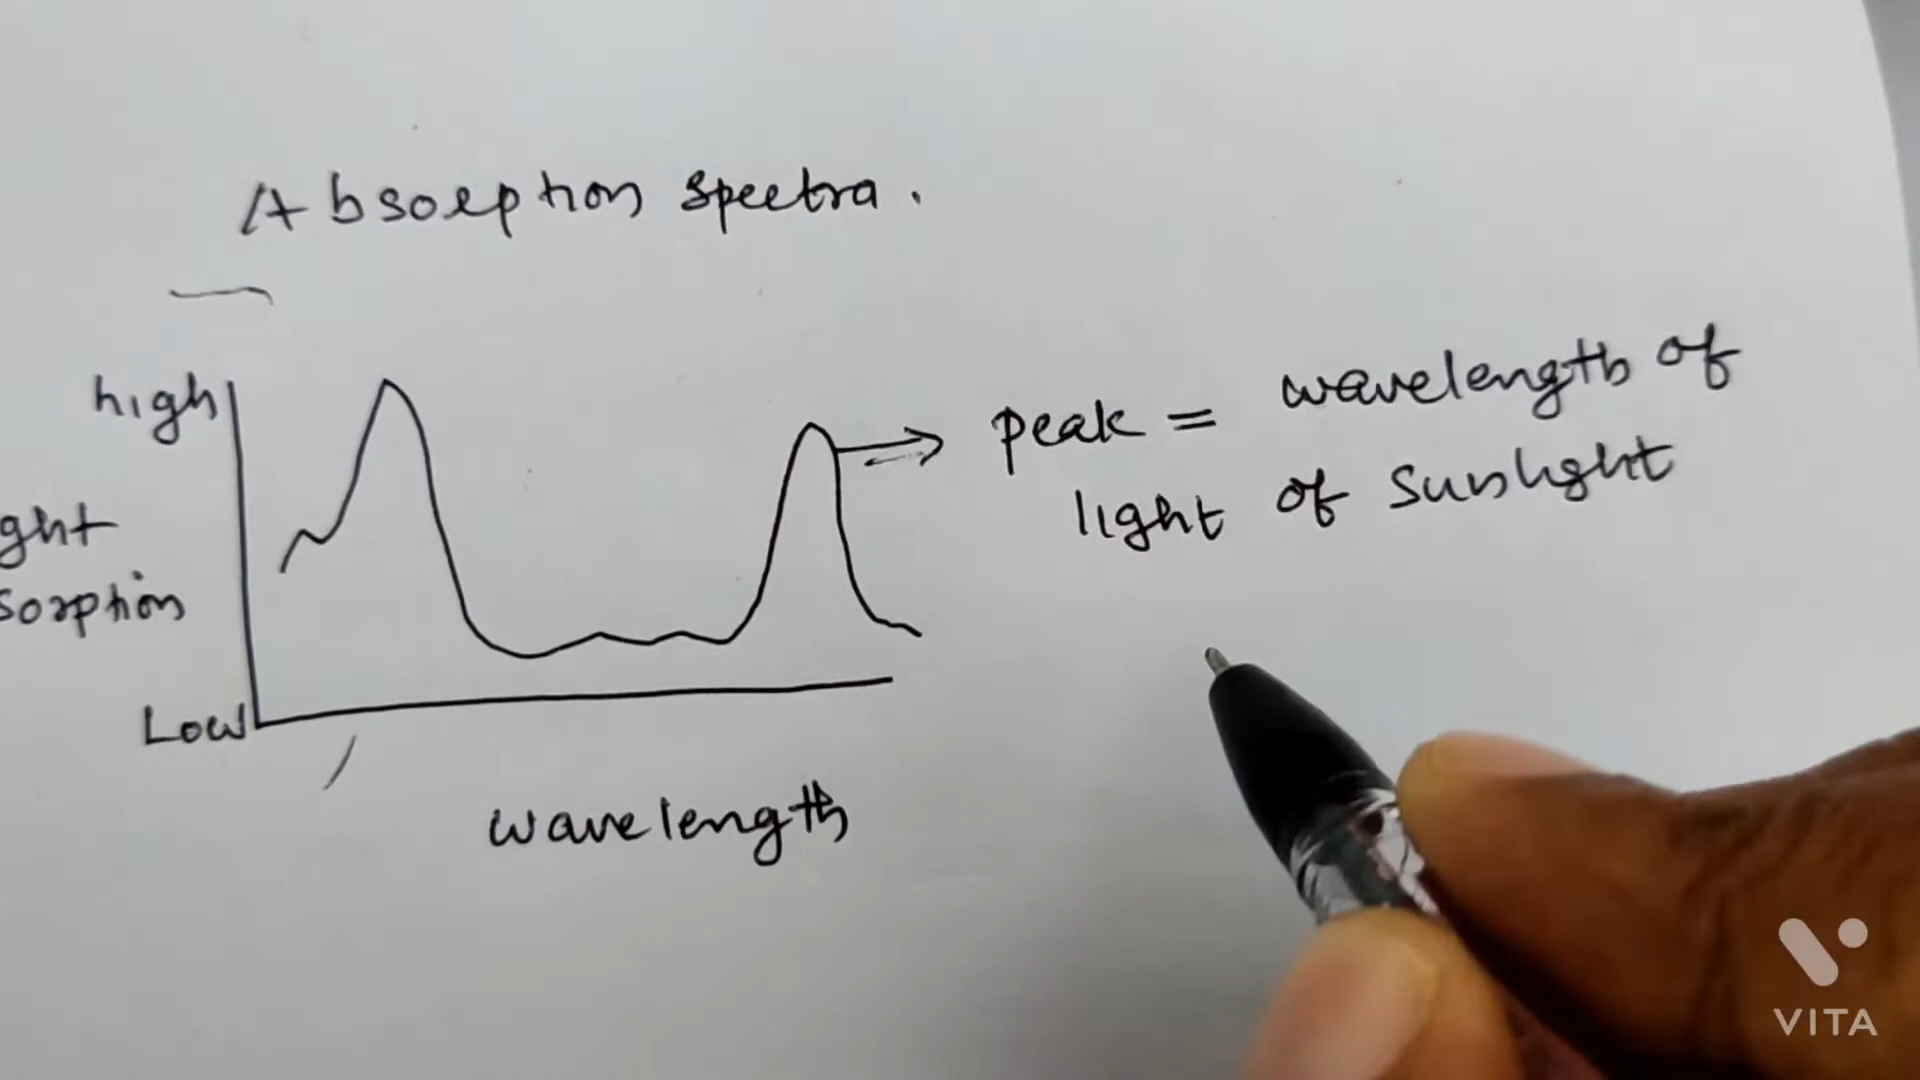 Absorption spectra.
high
peak = wavelength of
light of sunlight
ght
sorption
Low
wavelength
VITA